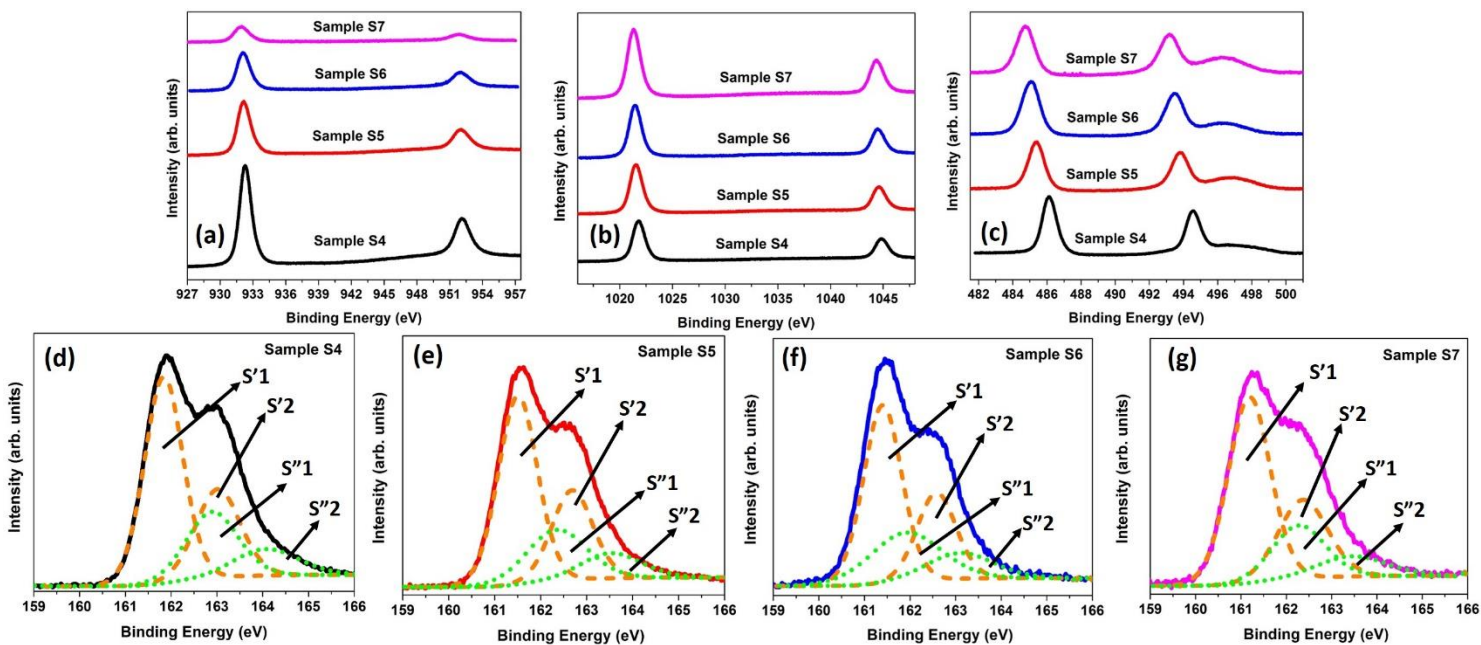 Intensity (arb. units)
Sample S7
Sample S6
Sample S5
Sample S4
(a)
927 930 933 936 939 942 945 948 951 954 957
Binding Energy (eV)
Intensity (arb. units)
Sample S7
Sample S6
Sample S5
Sample S4
(b)
1020 1025 1030 1035 1040 1045
Binding Energy (eV)
Intensity (arb. units)
Sample S7
Sample S6
Sample S5
Sample S4
(c)
482 484 486 488 490 492 494 496 498 500
Binding Energy (eV)
(d)
Sample S4
S'1
S'2
S"1
S"2
Intensity (arb. units)
159 160 161 162 163 164 165 166
Binding Energy (eV)
(e)
Sample S5
S'1
S'2
S"1
S"2
Intensity (arb. units)
159 160 161 162 163 164 165 166
Binding Energy (eV)
(f)
Sample S6
S'1
S'2
S"1
S"2
Intensity (arb. units)
159 160 161 162 163 164 165 166
Binding Energy (eV)
(g)
Sample S7
S'1
S'2
S"1
S"2
Intensity (arb. units)
159 160 161 162 163 164 165 166
Binding Energy (eV)